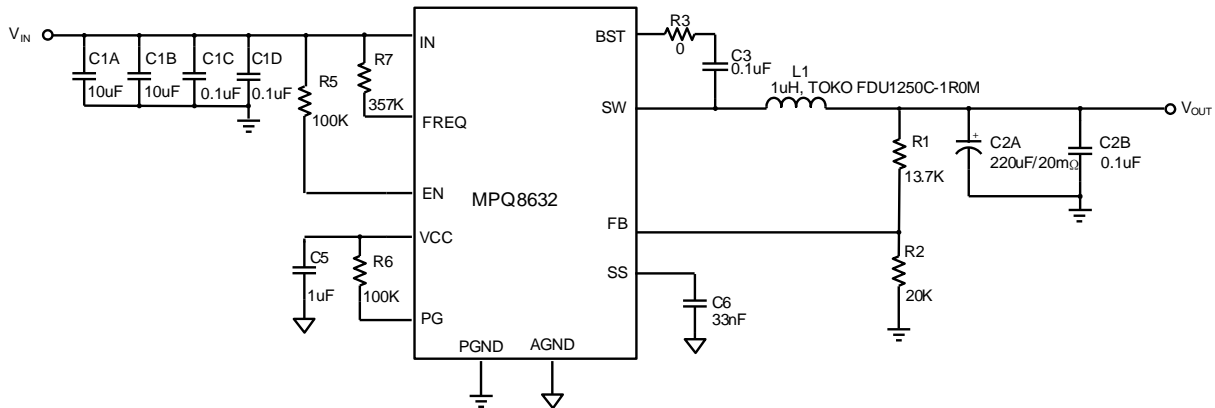 VIN
C1A
10uF
C1B
10uF
C1C
0.1uF
C1D
0.1uF
R5
100K
R7
357K
IN
FREQ
EN
VCC
PG
C5
1uF
R6
100K
MPQ8632
PGND
AGND
BST
SW
FB
SS
R3
0
C3
0.1uF
L1
1uH, TOKO FDU1250C-1R0M
VOUT
R1
13.7K
C2A
+
220uF/20mΩ
C2B
0.1uF
R2
20K
C6
33nF